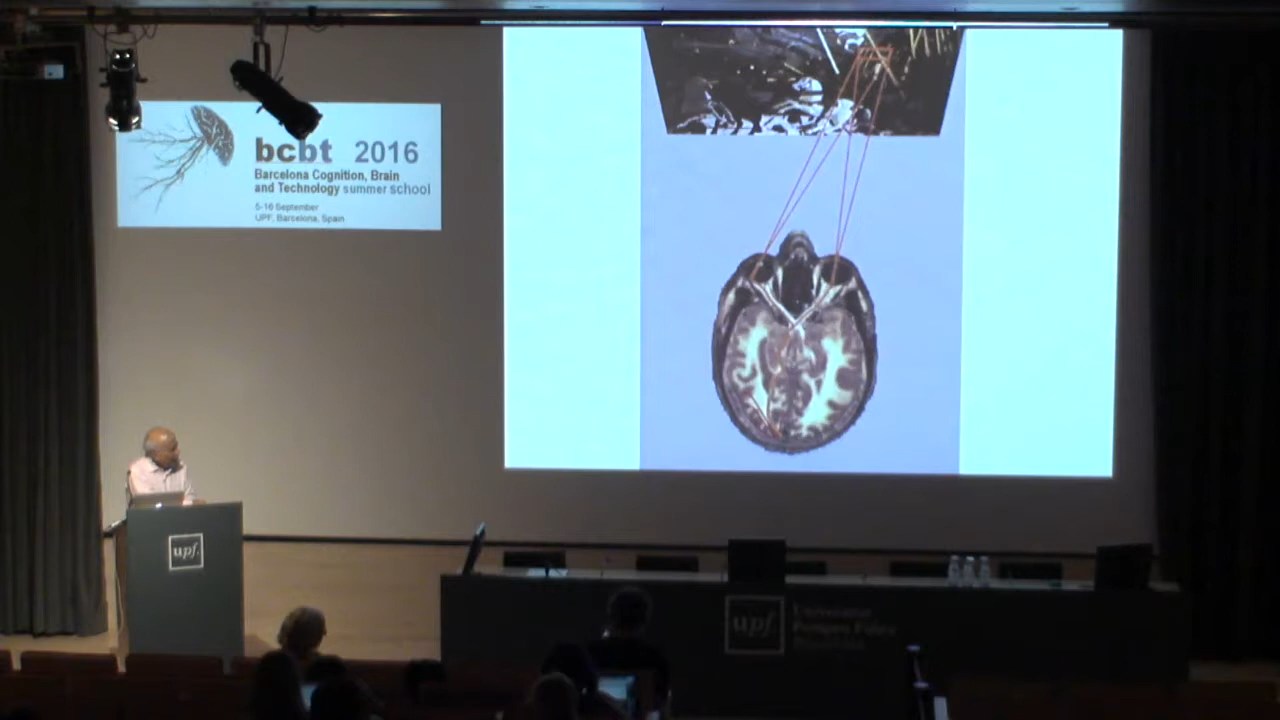 bcbt 2016
Barcelona Cognition, Brain
and Technology summer school
5-16 September
UPF, Barcelona, Spain
upf.
upf.
Universitat
Pompeu Fabra